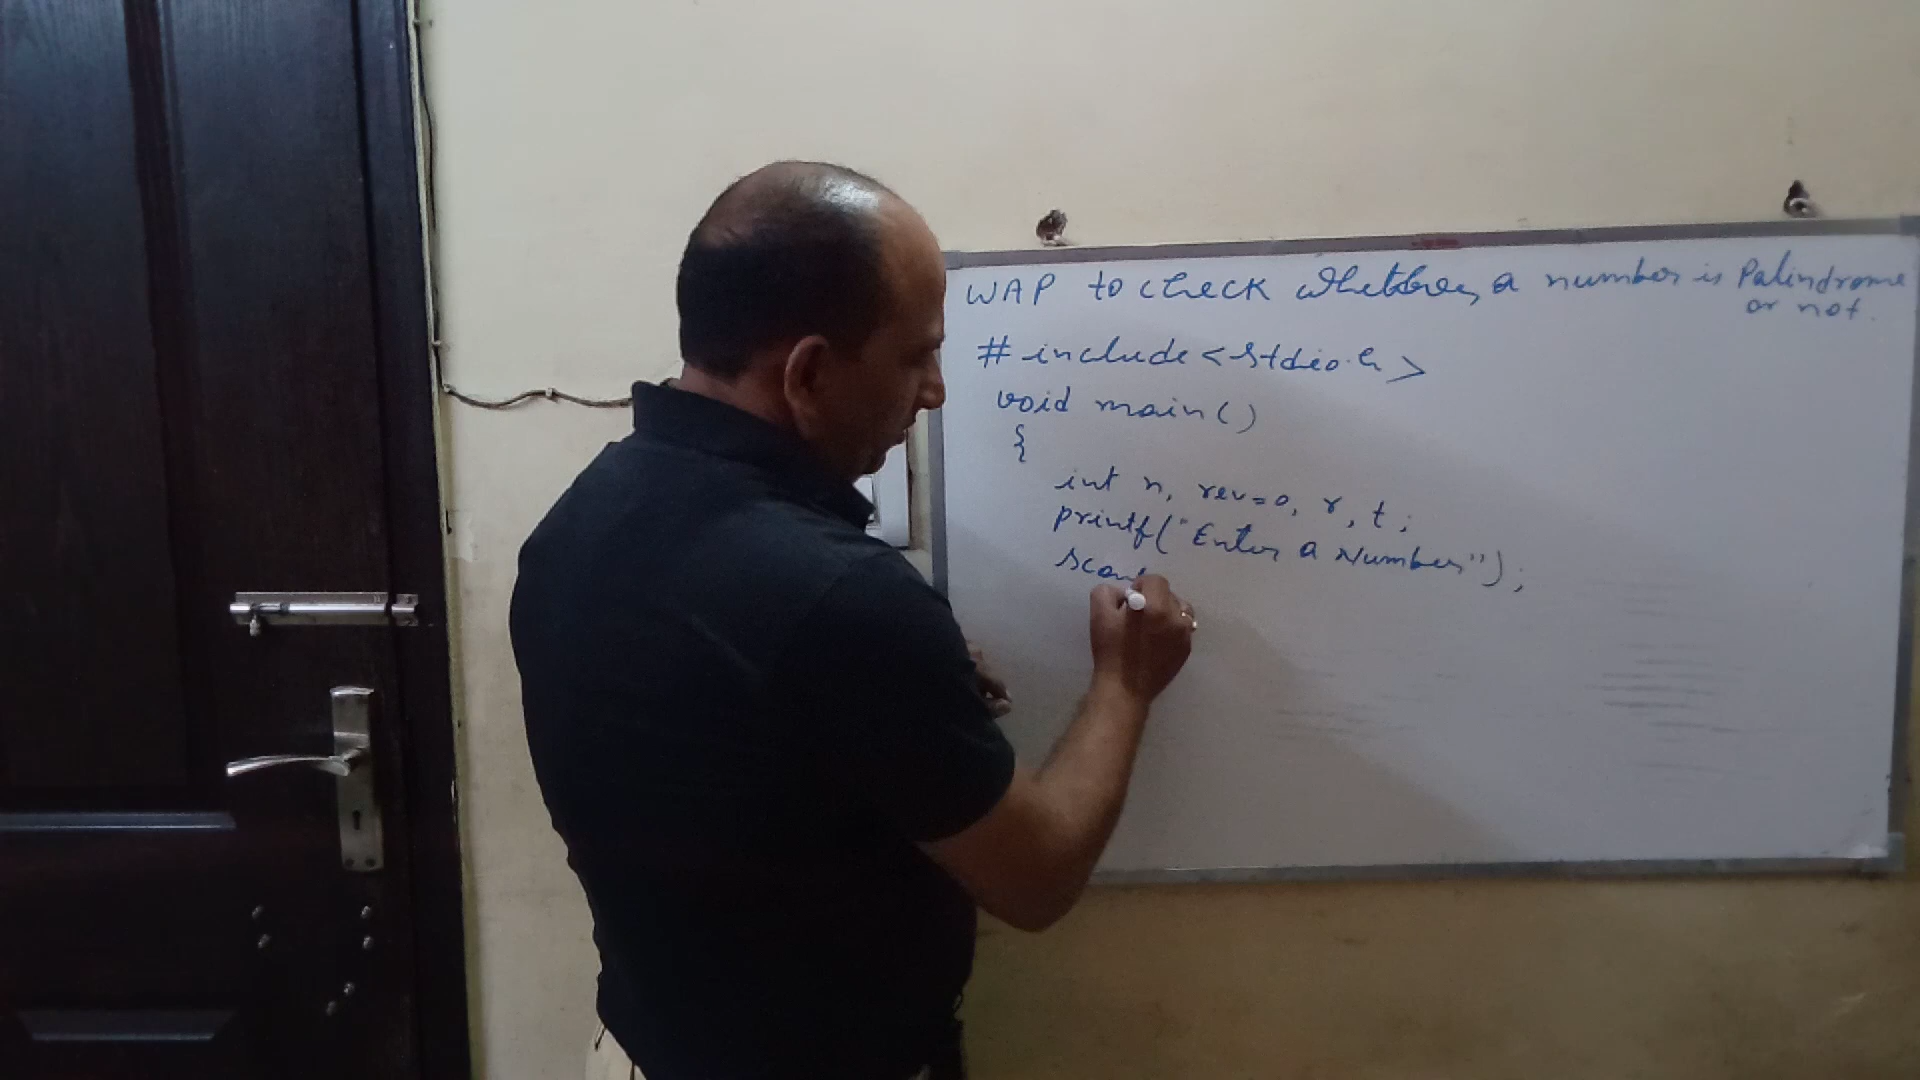 WAP to check whether a number is Palindrome
or not.
#include<stdio.h>
void main()
{
int n, rev=0, r, t;
printf("Enter a Number");
scanf